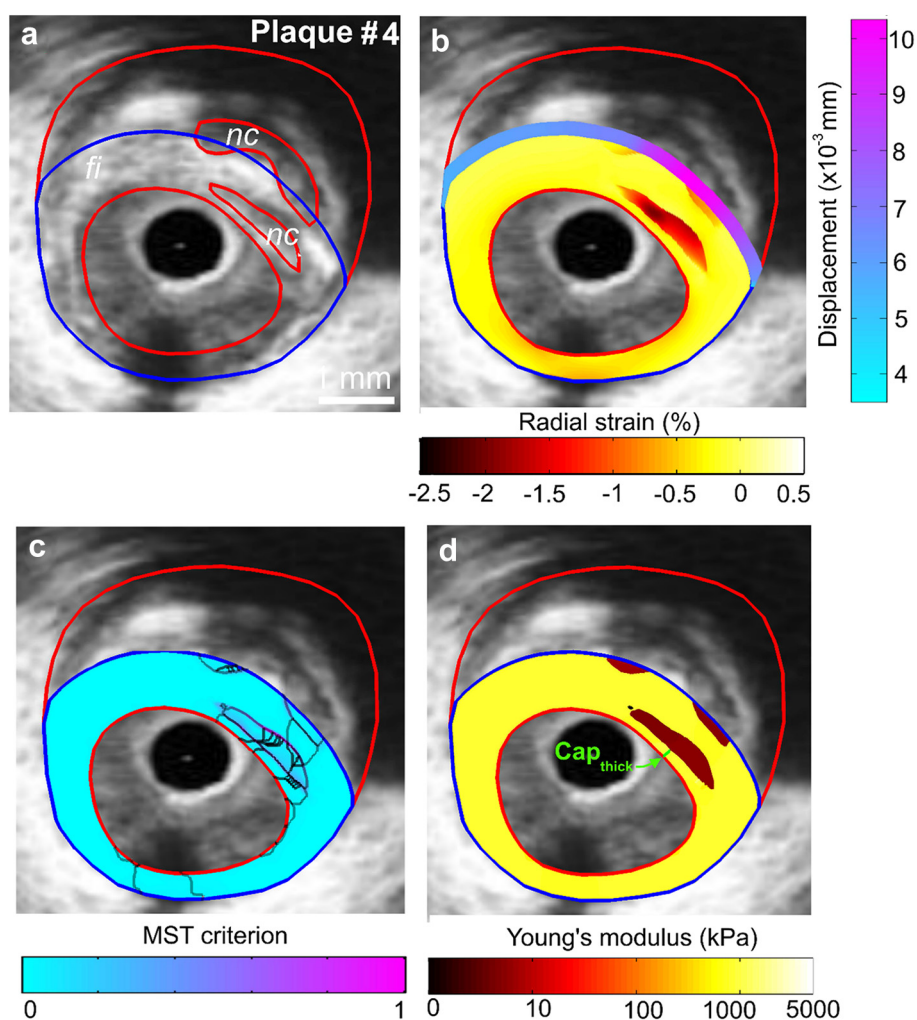 a
Plaque #4
nc
fi
nc
1 mm
b
10
9
8
7
6
5
4
Displacement (x10-3 mm)
Radial strain (%)
-2.5 -2 -1.5 -1 -0.5 0 0.5
c
MST criterion
0 1
d
Cap thick
Young's modulus (kPa)
0 10 100 1000 5000